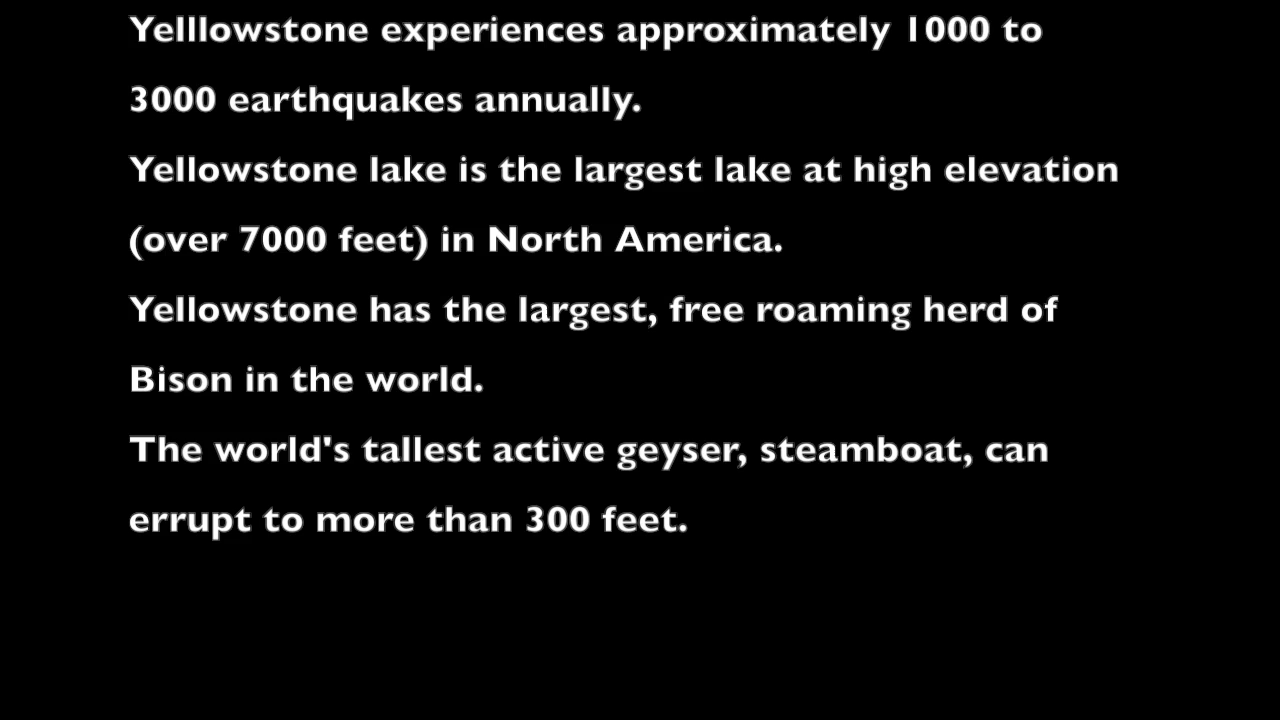 Yelllowstone experiences approximately 1000 to
3000 earthquakes annually.
Yellowstone lake is the largest lake at high elevation
(over 7000 feet) in North America.
Yellowstone has the largest, free roaming herd of
Bison in the world.
The world's tallest active geyser, steamboat, can
errupt to more than 300 feet.